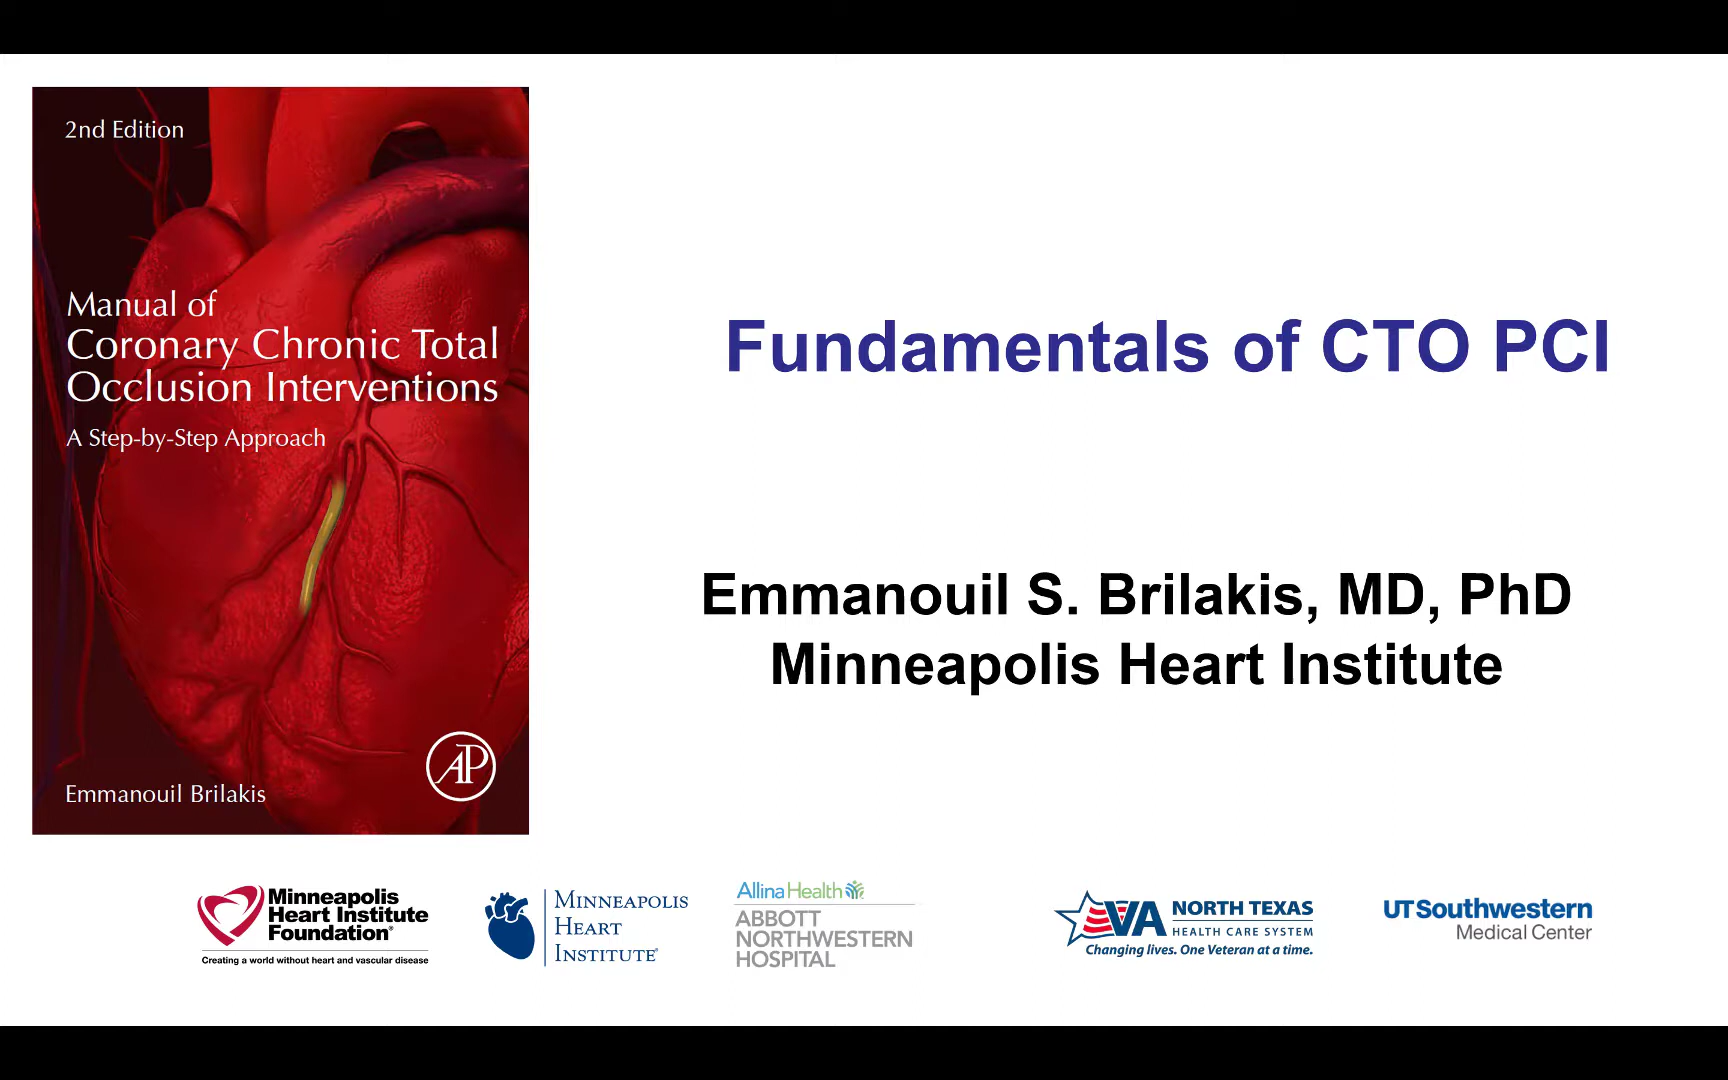 2nd Edition
Manual of
Coronary Chronic Total
Occlusion Interventions
A Step-by-Step Approach
AP
Emmanouil Brilakis
Fundamentals of CTO PCI
Emmanouil S. Brilakis, MD, PhD
Minneapolis Heart Institute
Minneapolis
Heart Institute
Foundation®
Creating a world without heart and vascular disease
MINNEAPOLIS
HEART
INSTITUTE®
Allina Health
ABBOTT
NORTHWESTERN
HOSPITAL
VA NORTH TEXAS
HEALTH CARE SYSTEM
Changing lives. One Veteran at a time.
UTSouthwestern
Medical Center